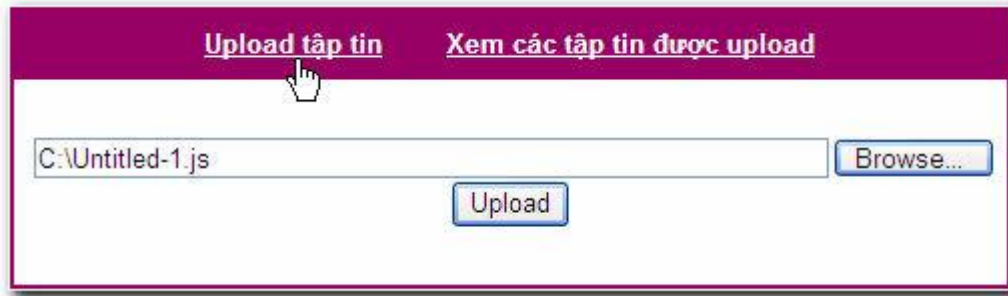 Upload tập tin Xem các tập tin được upload
C:\Untitled-1.js Browse...
Upload